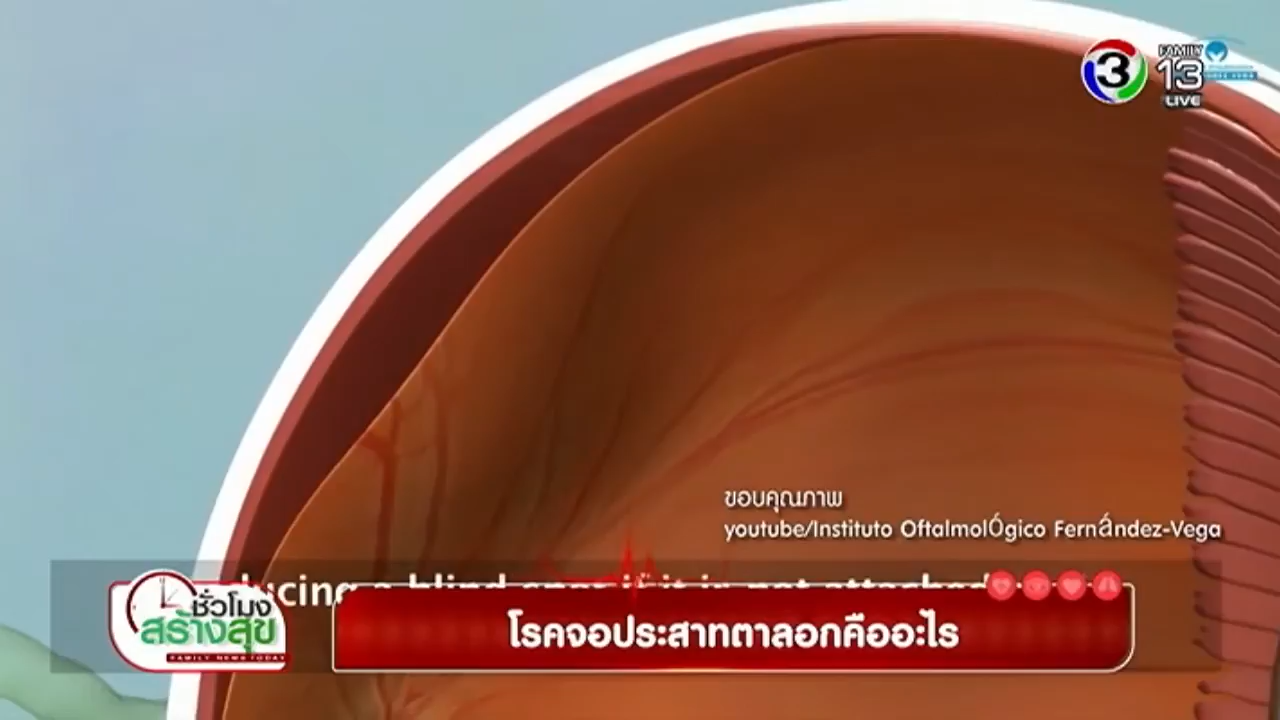 3
FAMILY
13
LIVE
ขอบคุณภาพ
youtube/Instituto Oftalmológico Fernández-Vega
ชั่วโมง
สร้างสุข
FAMILY NEWS TODAY
โรคจอประสาทตาลอกคืออะไร